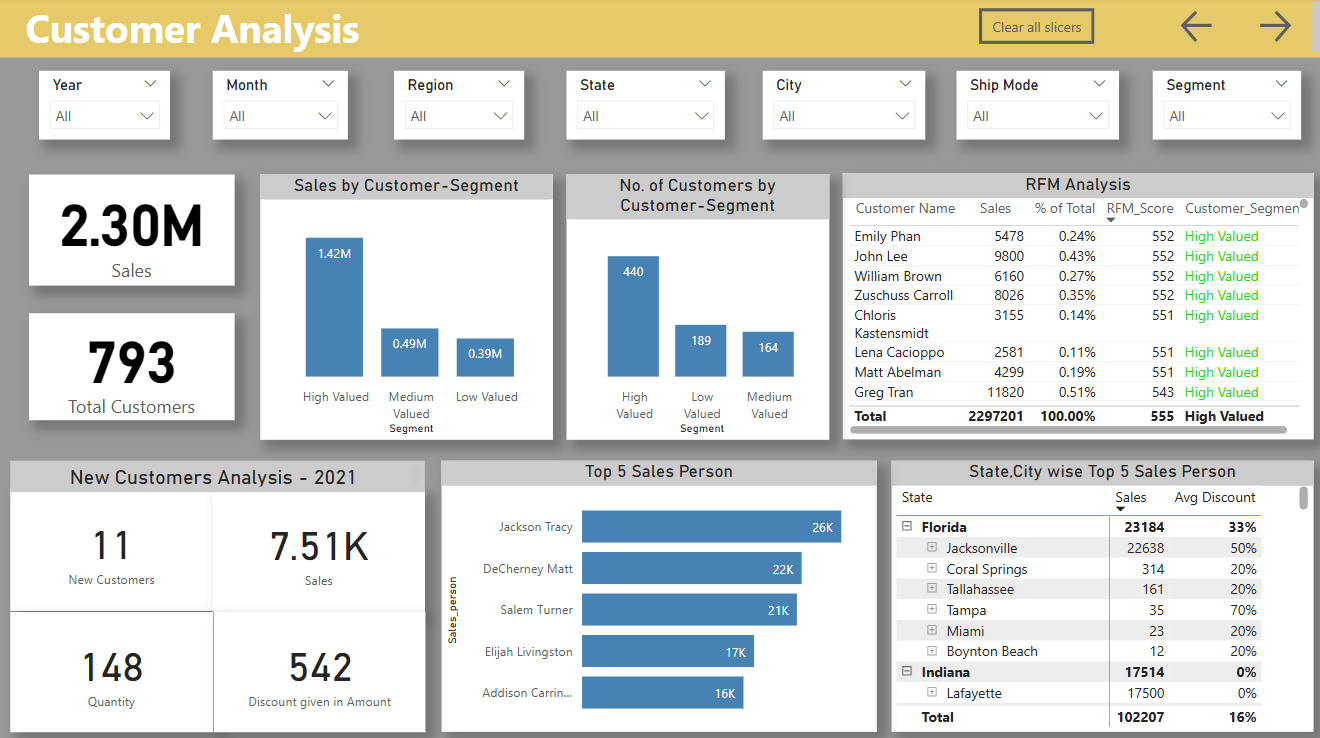 Customer Analysis
Clear all slicers
Year
All
Month
All
Region
All
State
All
City
All
Ship Mode
All
Segment
All
2.30M
Sales
793
Total Customers
Sales by Customer-Segment
1.42M
0.49M
0.39M
High Valued
Medium
Valued
Low Valued
Segment
No. of Customers by
Customer-Segment
440
189
164
High
Valued
Low
Valued
Medium
Valued
Segment
RFM Analysis
Customer Name Sales % of Total RFM_Score Customer_Segmen
Emily Phan 5478 0.24% 552 High Valued
John Lee 9800 0.43% 552 High Valued
William Brown 6160 0.27% 552 High Valued
Zuschuss Carroll 8026 0.35% 552 High Valued
Chloris 3155 0.14% 551 High Valued
Kastensmidt
Lena Cacioppo 2581 0.11% 551 High Valued
Matt Abelman 4299 0.19% 551 High Valued
Greg Tran 11820 0.51% 543 High Valued
Total 2297201 100.00% 555 High Valued
New Customers Analysis - 2021
11
New Customers
7.51K
Sales
148
Quantity
542
Discount given in Amount
Top 5 Sales Person
Sales_person
Jackson Tracy 26K
DeCherney Matt 22K
Salem Turner 21K
Elijah Livingston 17K
Addison Carrin... 16K
State,City wise Top 5 Sales Person
State Sales Avg Discount
Florida 23184 33%
Jacksonville 22638 50%
Coral Springs 314 20%
Tallahassee 161 20%
Tampa 35 70%
Miami 23 20%
Boynton Beach 12 20%
Indiana 17514 0%
Lafayette 17500 0%
Total 102207 16%